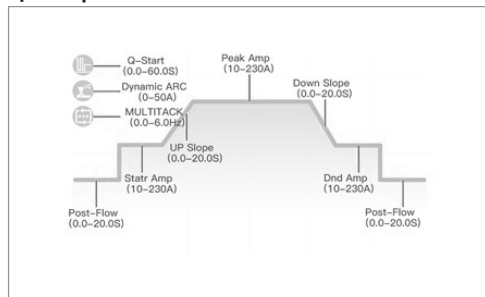 Q-Start
(0.0-60.0S)
Dynamic ARC
(0-50A)
MULTITACK
(0.0-6.0Hz)
Peak Amp
(10-230A)
Down Slope
(0.0-20.0S)
UP Slope
(0.0-20.0S)
Statr Amp
(10-230A)
Dnd Amp
(10-230A)
Post-Flow
(0.0-20.0S)
Post-Flow
(0.0-20.0S)